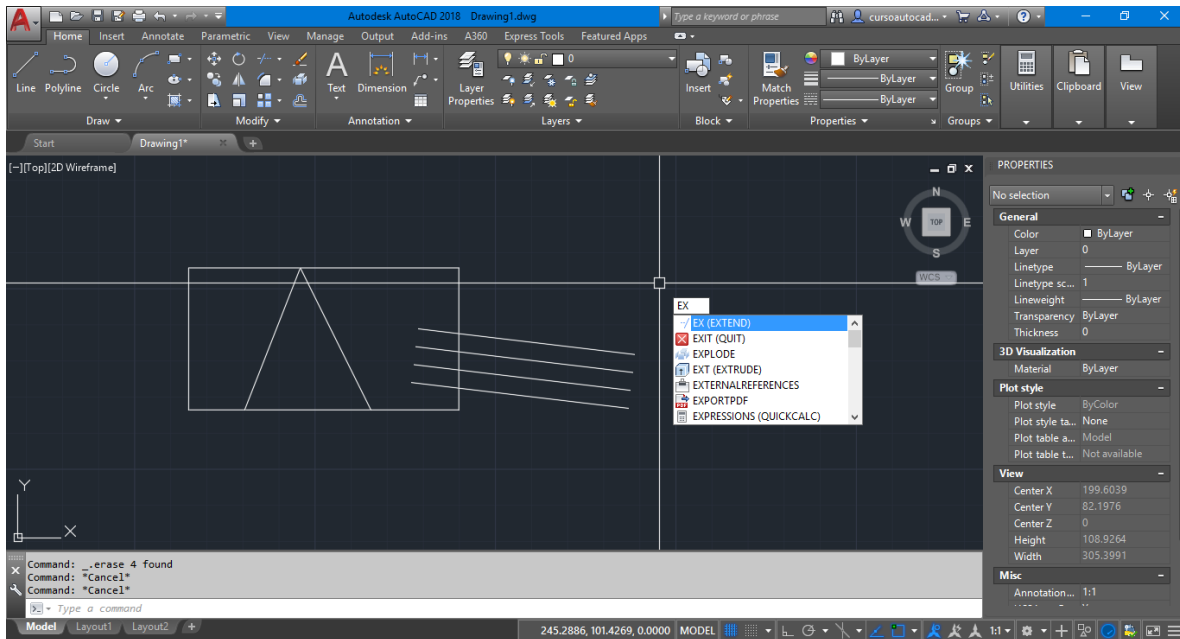 Autodesk AutoCAD 2018 Drawing1.dwg
Type a keyword or phrase
cursoautocad...
Home Insert Annotate Parametric View Manage Output Add-ins A360 Express Tools Featured Apps
Line Polyline Circle Arc
Text Dimension
Layer Properties
0
Insert
Match Properties
ByLayer
ByLayer
ByLayer
Group
Utilities
Clipboard
View
Draw Modify Annotation Layers Block Properties Groups
Start Drawing1*
[−][Top][2D Wireframe]
N
W TOP E
S
WCS
EX
EX (EXTEND)
EXIT (QUIT)
EXPLODE
EXT (EXTRUDE)
EXTERNALREFERENCES
EXPORTPDF
EXPRESSIONS (QUICKCALC)
Y
X
PROPERTIES
No selection
General
Color ByLayer
Layer 0
Linetype ByLayer
Linetype sc... 1
Lineweight ByLayer
Transparency ByLayer
Thickness 0
3D Visualization
Material ByLayer
Plot style
Plot style ByColor
Plot style ta... None
Plot table a... Model
Plot table t... Not available
View
Center X 199.6039
Center Y 82.1976
Center Z 0
Height 108.9264
Width 305.3991
Misc
Annotation... 1:1
Command: _.erase 4 found
Command: *Cancel*
Command: *Cancel*
Type a command
Model Layout1 Layout2 +
245.2886, 101.4269, 0.0000 MODEL 1:1